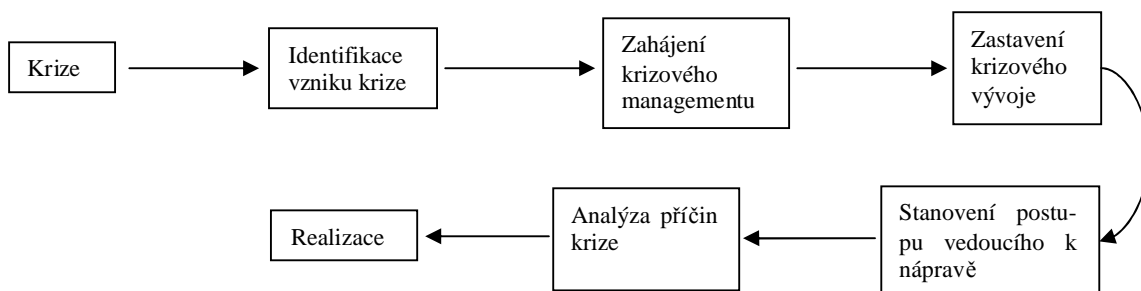 Krize
Identifikace
vzniku krize
Zahájení
krizového
managementu
Zastavení
krizového
vývoje
Stanovení postu-
pu vedoucího k
nápravě
Analýza příčin
krize
Realizace